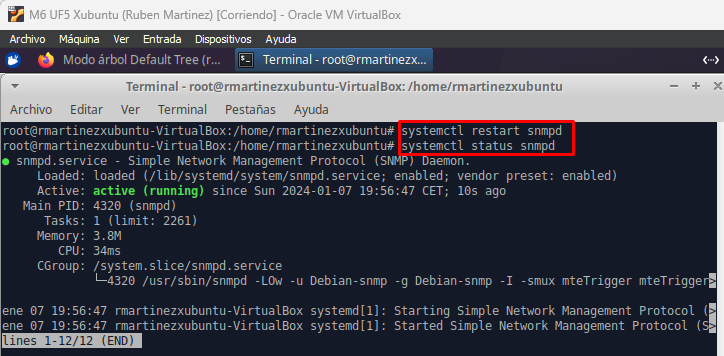 M6 UF5 Xubuntu (Ruben Martinez) [Corriendo] - Oracle VM VirtualBox
Archivo Máquina Ver Entrada Dispositivos Ayuda
Modo árbol Default Tree (r... Terminal - root@rmartinezx...
Terminal - root@rmartinezxubuntu-VirtualBox: /home/rmartinezxubuntu
Archivo Editar Ver Terminal Pestañas Ayuda
root@rmartinezxubuntu-VirtualBox:/home/rmartinezxubuntu# systemctl restart snmpd
root@rmartinezxubuntu-VirtualBox:/home/rmartinezxubuntu# systemctl status snmpd
● snmpd.service - Simple Network Management Protocol (SNMP) Daemon.
Loaded: loaded (/lib/systemd/system/snmpd.service; enabled; vendor preset: enabled)
Active: active (running) since Sun 2024-01-07 19:56:47 CET; 10s ago
Main PID: 4320 (snmpd)
Tasks: 1 (limit: 2261)
Memory: 3.8M
CPU: 34ms
CGroup: /system.slice/snmpd.service
└─4320 /usr/sbin/snmpd -LOw -u Debian-snmp -g Debian-snmp -I -smux mteTrigger mteTrigger>
ene 07 19:56:47 rmartinezxubuntu-VirtualBox systemd[1]: Starting Simple Network Management Protocol (>
ene 07 19:56:47 rmartinezxubuntu-VirtualBox systemd[1]: Started Simple Network Management Protocol (S>
lines 1-12/12 (END)